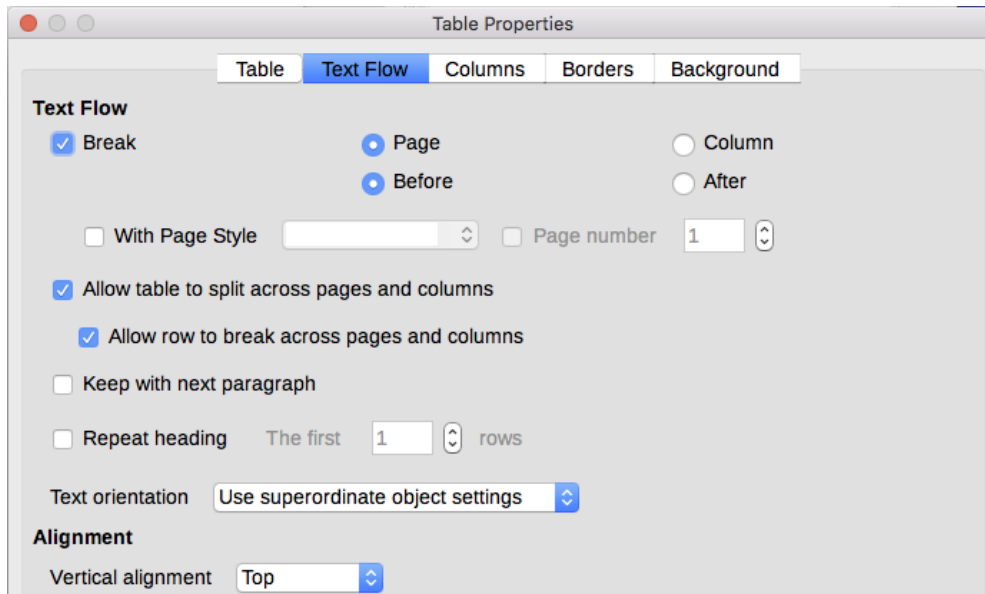 Table Properties
Table Text Flow Columns Borders Background
Text Flow
Break Page Column
Before After
With Page Style Page number 1
Allow table to split across pages and columns
Allow row to break across pages and columns
Keep with next paragraph
Repeat heading The first 1 rows
Text orientation Use superordinate object settings
Alignment
Vertical alignment Top